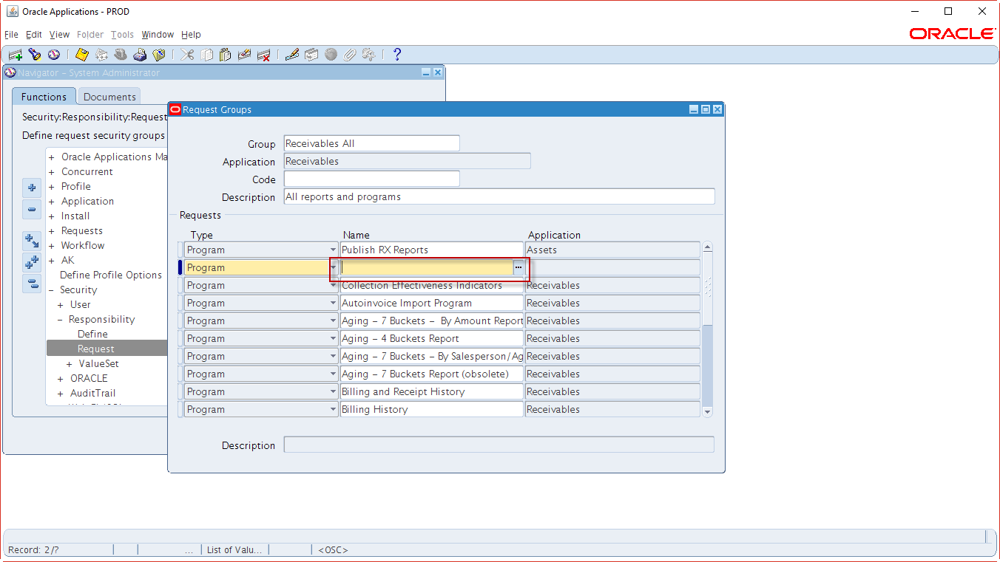 Oracle Applications - PROD
File Edit View Folder Tools Window Help
ORACLE
Navigator – System Administrator
Functions Documents
Security:Responsibility:Request
Define request security groups
+ Oracle Applications Ma
+ Concurrent
+ Profile
+ Application
+ Install
+ Requests
+ Workflow
+ AK
Define Profile Options
– Security
+ User
– Responsibility
Define
Request
+ ValueSet
+ ORACLE
+ AuditTrail
Request Groups
Group Receivables All
Application Receivables
Code
Description All reports and programs
Requests
Type Name Application
Program Publish RX Reports Assets
Program ...
Program Collection Effectiveness Indicators Receivables
Program Autoinvoice Import Program Receivables
Program Aging – 7 Buckets – By Amount Report Receivables
Program Aging – 4 Buckets Report Receivables
Program Aging – 7 Buckets – By Salesperson/Ag Receivables
Program Aging – 7 Buckets Report (obsolete) Receivables
Program Billing and Receipt History Receivables
Program Billing History Receivables
Description
Record: 2/? ... List of Valu... <OSC>